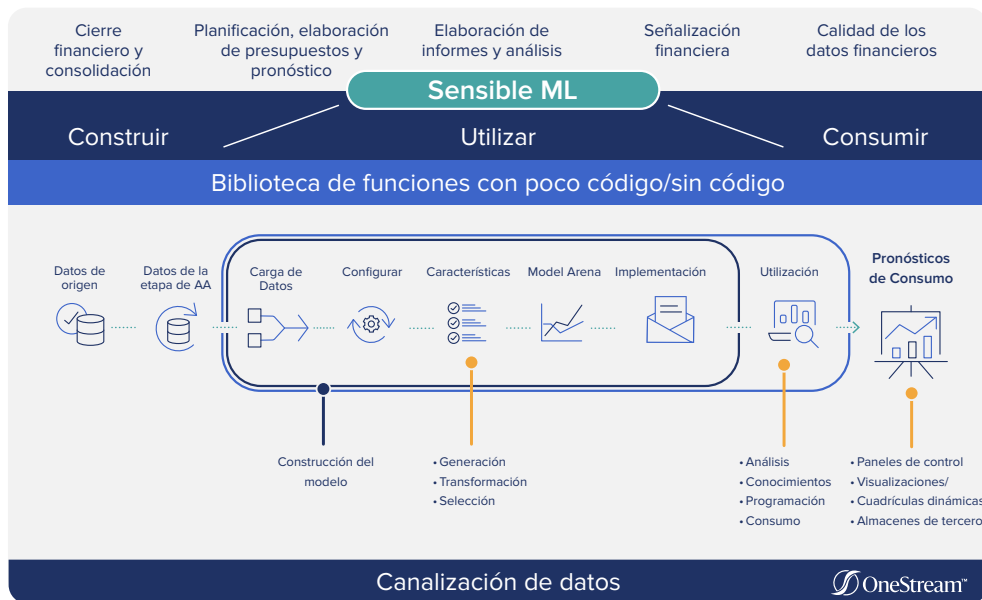 Cierre
financiero y
consolidación
Planificación, elaboración
de presupuestos y
pronóstico
Elaboración de
informes y análisis
Señalización
financiera
Calidad de los
datos financieros
Sensible ML
Construir
Utilizar
Consumir
Biblioteca de funciones con poco código/sin código
Datos de
origen
Datos de la
etapa de AA
Carga de
Datos
Configurar
Características
Model Arena
Implementación
Utilización
Pronósticos
de Consumo
Construcción del
modelo
• Generación
• Transformación
• Selección
• Análisis
• Conocimientos
• Programación
• Consumo
• Paneles de control
• Visualizaciones/
• Cuadrículas dinámicas
• Almacenes de tercero
Canalización de datos
OneStream™